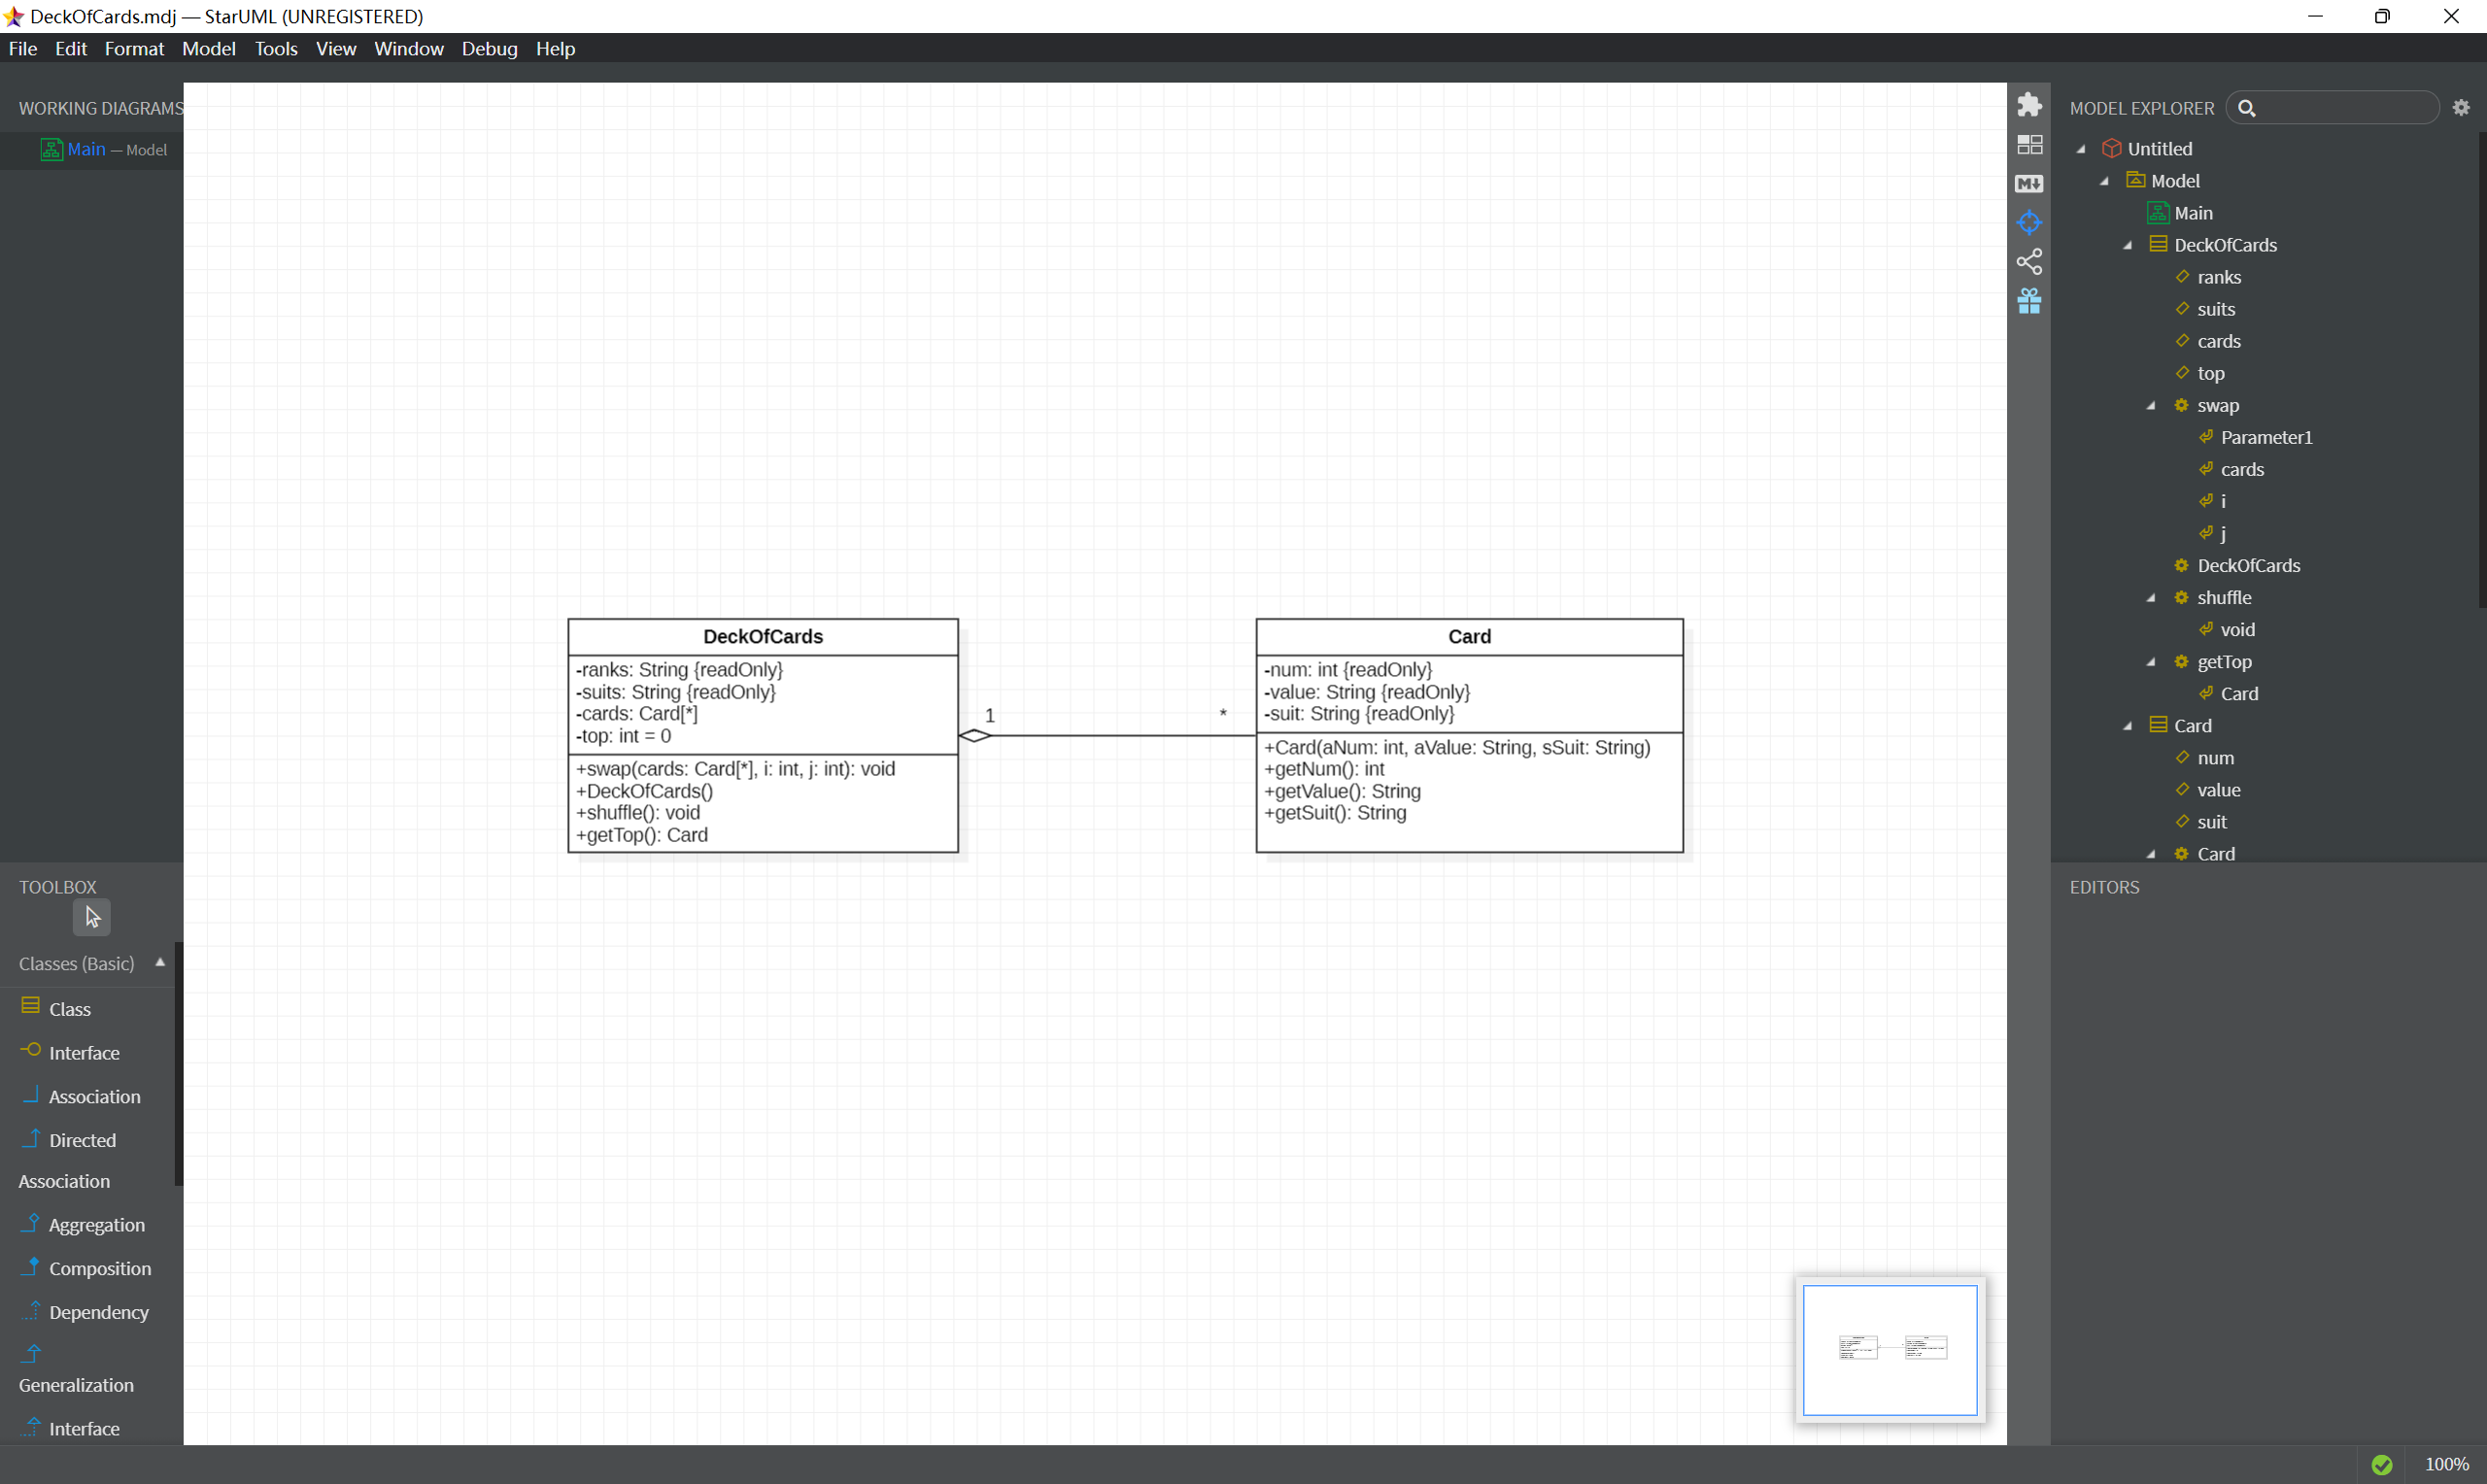 DeckOfCards.mdj — StarUML (UNREGISTERED)
File Edit Format Model Tools View Window Debug Help
WORKING DIAGRAMS
Main — Model
TOOLBOX
Classes (Basic)
Class
Interface
Association
Directed
Association
Aggregation
Composition
Dependency
Generalization
Interface
DeckOfCards
-ranks: String {readOnly}
-suits: String {readOnly}
-cards: Card[*]
-top: int = 0
+swap(cards: Card[*], i: int, j: int): void
+DeckOfCards()
+shuffle(): void
+getTop(): Card
1
*
Card
-num: int {readOnly}
-value: String {readOnly}
-suit: String {readOnly}
+Card(aNum: int, aValue: String, sSuit: String)
+getNum(): int
+getValue(): String
+getSuit(): String
M
MODEL EXPLORER
Untitled
Model
Main
DeckOfCards
ranks
suits
cards
top
swap
Parameter1
cards
i
j
DeckOfCards
shuffle
void
getTop
Card
Card
num
value
suit
Card
EDITORS
100%